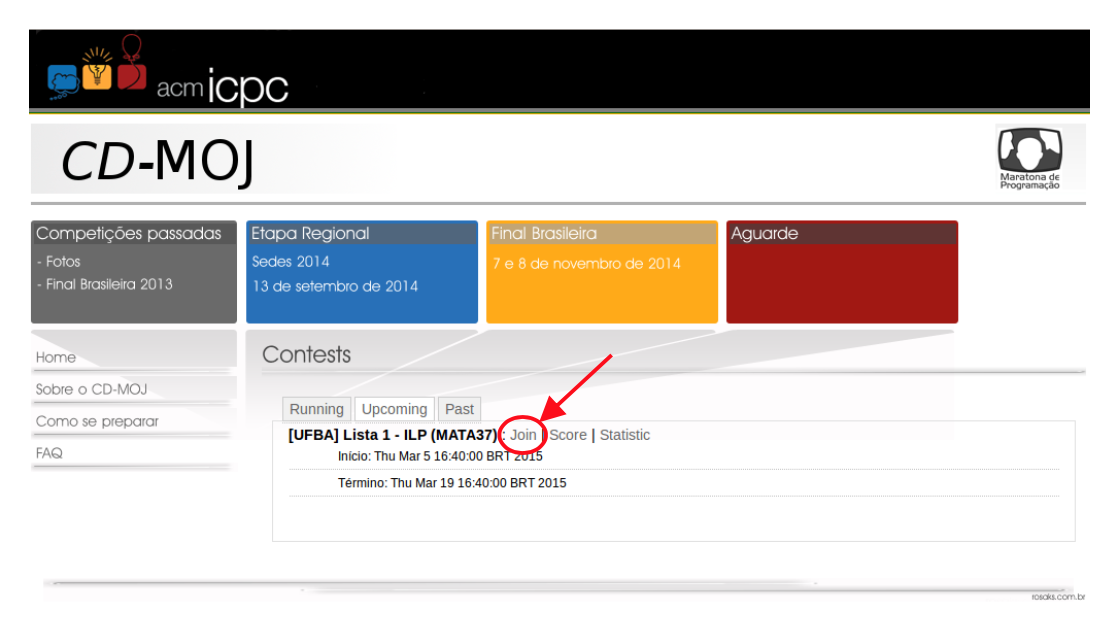 acm icpc
CD-MOJ
Maratona de
Programação
Competições passadas
- Fotos
- Final Brasileira 2013
Etapa Regional
Sedes 2014
13 de setembro de 2014
Final Brasileira
7 e 8 de novembro de 2014
Aguarde
Home
Sobre o CD-MOJ
Como se preparar
FAQ
Contests
Running Upcoming Past
[UFBA] Lista 1 - ILP (MATA37) : Join | Score | Statistic
Início: Thu Mar 5 16:40:00 BRT 2015
Término: Thu Mar 19 16:40:00 BRT 2015
rosoks.com.br